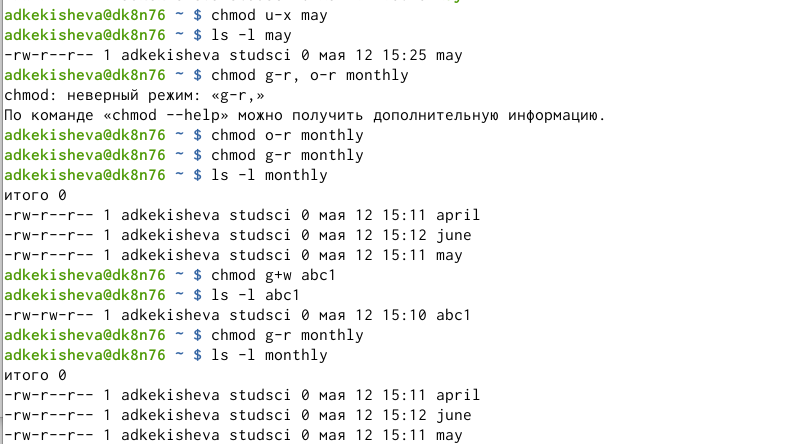 adkekisheva@dk8n76 ~ $ chmod u-x may
adkekisheva@dk8n76 ~ $ ls -l may
-rw-r--r-- 1 adkekisheva studsci 0 мая 12 15:25 may
adkekisheva@dk8n76 ~ $ chmod g-r, o-r monthly
chmod: неверный режим: «g-r,»
По команде «chmod --help» можно получить дополнительную информацию.
adkekisheva@dk8n76 ~ $ chmod o-r monthly
adkekisheva@dk8n76 ~ $ chmod g-r monthly
adkekisheva@dk8n76 ~ $ ls -l monthly
итого 0
-rw-r--r-- 1 adkekisheva studsci 0 мая 12 15:11 april
-rw-r--r-- 1 adkekisheva studsci 0 мая 12 15:12 june
-rw-r--r-- 1 adkekisheva studsci 0 мая 12 15:11 may
adkekisheva@dk8n76 ~ $ chmod g+w abc1
adkekisheva@dk8n76 ~ $ ls -l abc1
-rw-rw-r-- 1 adkekisheva studsci 0 мая 12 15:10 abc1
adkekisheva@dk8n76 ~ $ chmod g-r monthly
adkekisheva@dk8n76 ~ $ ls -l monthly
итого 0
-rw-r--r-- 1 adkekisheva studsci 0 мая 12 15:11 april
-rw-r--r-- 1 adkekisheva studsci 0 мая 12 15:12 june
-rw-r--r-- 1 adkekisheva studsci 0 мая 12 15:11 may